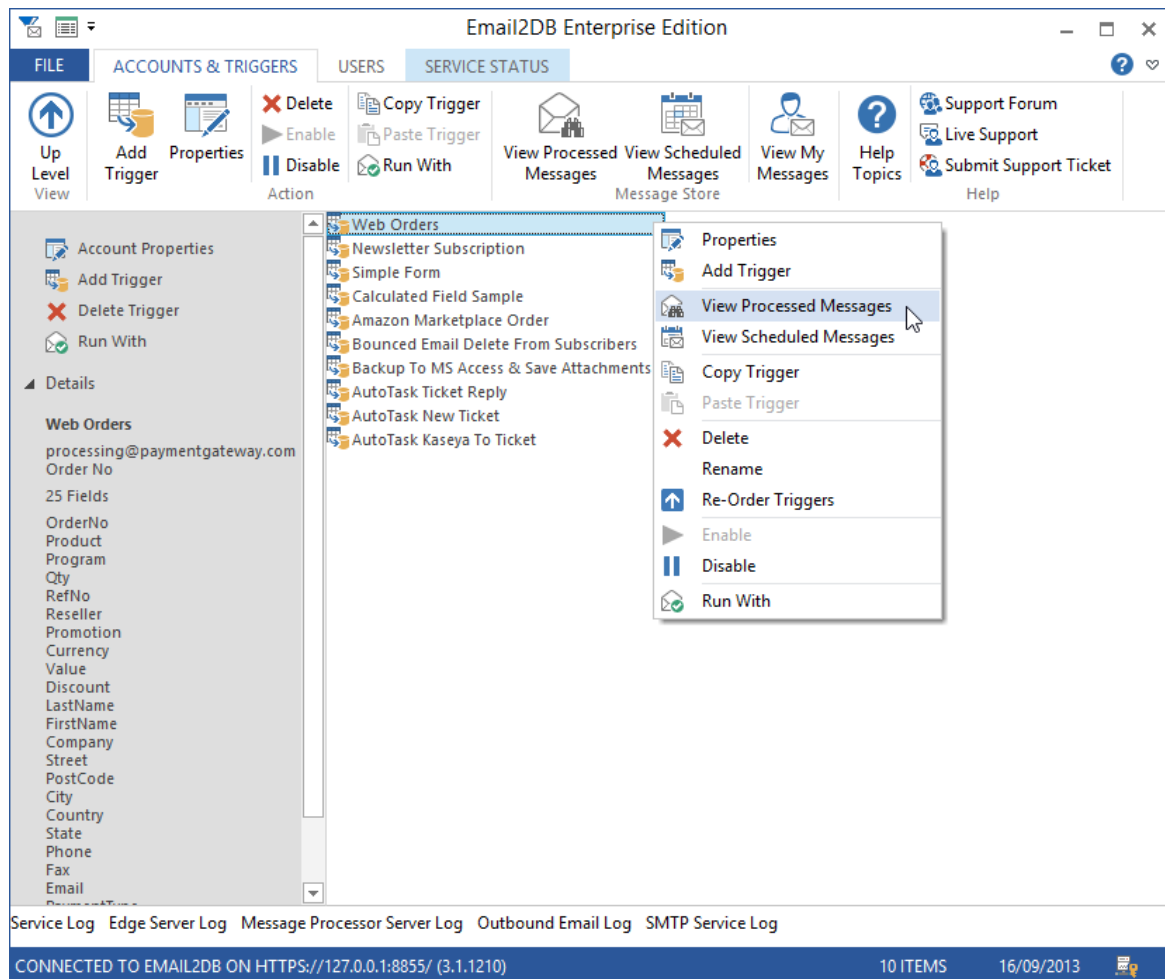 Email2DB Enterprise Edition
FILE
ACCOUNTS & TRIGGERS
USERS
SERVICE STATUS
Up Level
View
Add Trigger
Properties
Delete
Enable
Disable
Copy Trigger
Paste Trigger
Run With
Action
View Processed Messages
View Scheduled Messages
View My Messages
Message Store
Help Topics
Support Forum
Live Support
Submit Support Ticket
Help
Account Properties
Add Trigger
Delete Trigger
Run With
Details
Web Orders
processing@paymentgateway.com
Order No
25 Fields
OrderNo
Product
Program
Qty
RefNo
Reseller
Promotion
Currency
Value
Discount
LastName
FirstName
Company
Street
PostCode
City
Country
State
Phone
Fax
Email
PaymentType
Web Orders
Newsletter Subscription
Simple Form
Calculated Field Sample
Amazon Marketplace Order
Bounced Email Delete From Subscribers
Backup To MS Access & Save Attachments
AutoTask Ticket Reply
AutoTask New Ticket
AutoTask Kaseya To Ticket
Properties
Add Trigger
View Processed Messages
View Scheduled Messages
Copy Trigger
Paste Trigger
Delete
Rename
Re-Order Triggers
Enable
Disable
Run With
Service Log Edge Server Log Message Processor Server Log Outbound Email Log SMTP Service Log
CONNECTED TO EMAIL2DB ON HTTPS://127.0.0.1:8855/ (3.1.1210) 10 ITEMS 16/09/2013